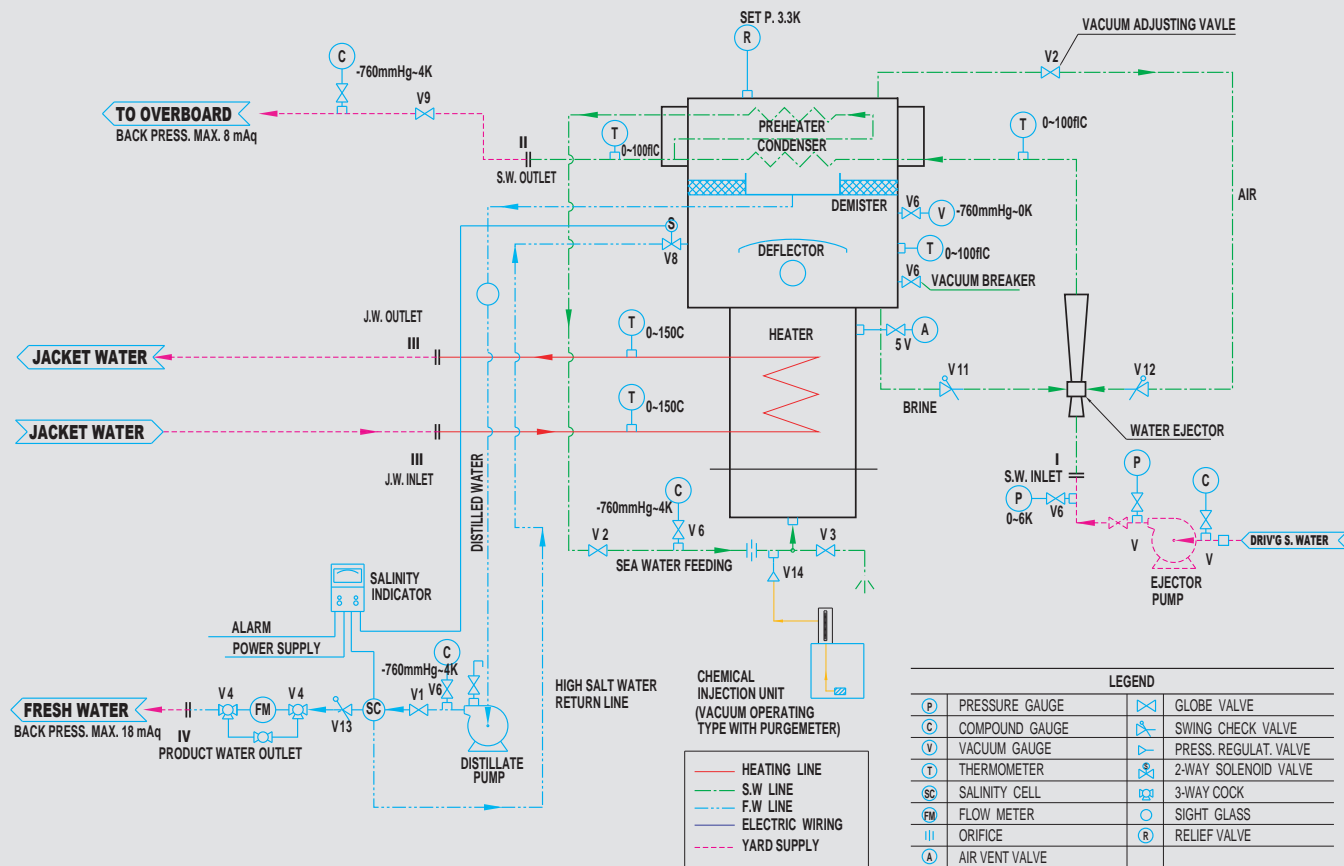 SET P. 3.3K
R
VACUUM ADJUSTING VAVLE
V2
C
-760mmHg~4K
V9
TO OVERBOARD
BACK PRESS. MAX. 8 mAq
II
S.W. OUTLET
T
0~100flC
PREHEATER
CONDENSER
T
0~100flC
AIR
DEMISTER
V6
V
-760mmHg~0K
S
V8
DEFLECTOR
T
0~100flC
V6
VACUUM BREAKER
J.W. OUTLET
III
T
0~150C
HEATER
A
5 V
JACKET WATER
V11
V12
BRINE
T
0~150C
JACKET WATER
III
J.W. INLET
WATER EJECTOR
I
S.W. INLET
P
0~6K
V6
P
C
V
V
DRIV'G S. WATER
EJECTOR
PUMP
DISTILLED WATER
C
-760mmHg~4K
V 6
V 2
V 3
SEA WATER FEEDING
V14
SALINITY
INDICATOR
ALARM
POWER SUPPLY
C
-760mmHg~4K
V6
V1
HIGH SALT WATER
RETURN LINE
CHEMICAL
INJECTION UNIT
(VACUUM OPERATING
TYPE WITH PURGEMETER)
FRESH WATER
BACK PRESS. MAX. 18 mAq
IV
V4
FM
V4
V13
SC
PRODUCT WATER OUTLET
DISTILLATE
PUMP
HEATING LINE
S.W LINE
F.W LINE
ELECTRIC WIRING
YARD SUPPLY
LEGEND
P PRESSURE GAUGE GLOBE VALVE
C COMPOUND GAUGE SWING CHECK VALVE
V VACUUM GAUGE PRESS. REGULAT. VALVE
T THERMOMETER S 2-WAY SOLENOID VALVE
SC SALINITY CELL 3-WAY COCK
FM FLOW METER SIGHT GLASS
ORIFICE R RELIEF VALVE
A AIR VENT VALVE